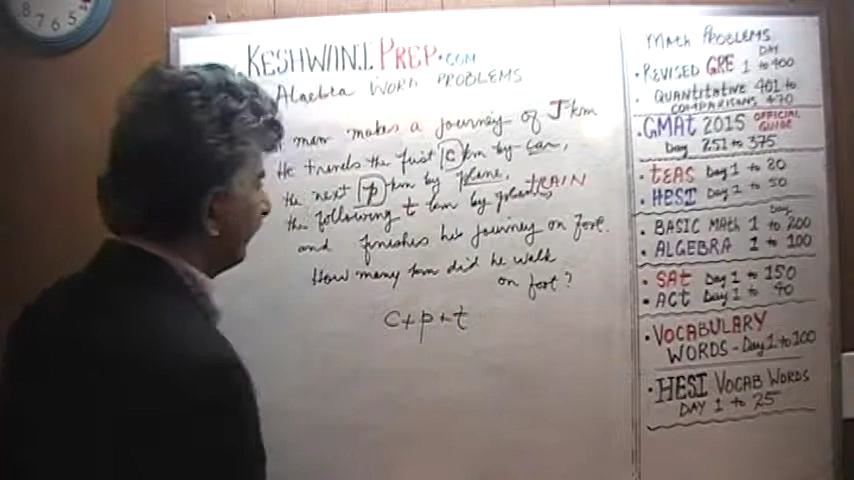 8 7 6 5
KESHWANI PREP.COM
Algebra WORD PROBLEMS
man makes a journey of J km
He travels the first c km by car,
the next p km by plane,
the following t km by TRAIN
and finishes his journey on foot.
How many km did he walk
on foot?
c+p+t
Math Problems
DAY
• REVISED GRE 1 to 400
• QUANTITATIVE 401 to
COMPARISONS 470
• GMAT 2015 OFFICIAL GUIDE
Day 251 to 375
• TEAS Day 1 to 20
• HESI Day 1 to 50
Day
• BASIC MATH 1 to 200
• ALGEBRA 1 to 100
• SAT Day 1 to 150
• ACT Day 1 to 40
• VOCABULARY
WORDS - Day 1 to 100
• HESI VOCAB WORDS
DAY 1 to 25